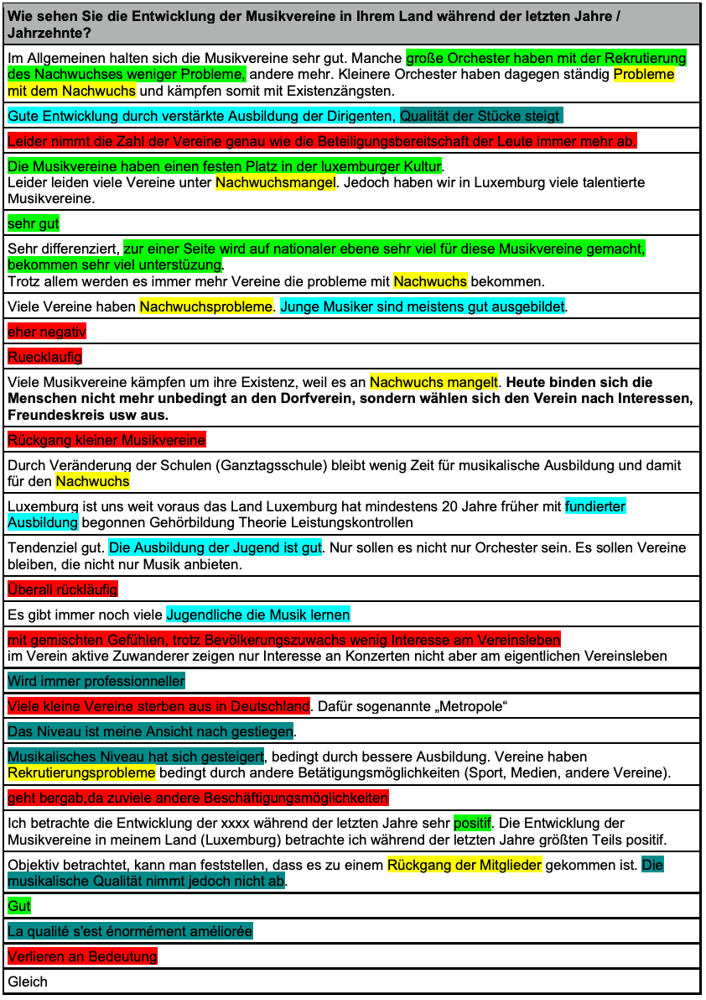 Wie sehen Sie die Entwicklung der Musikvereine in Ihrem Land während der letzten Jahre /
Jahrzehnte?
Im Allgemeinen halten sich die Musikvereine sehr gut. Manche große Orchester haben mit der Rekrutierung
des Nachwuchses weniger Probleme, andere mehr. Kleinere Orchester haben dagegen ständig Probleme
mit dem Nachwuchs und kämpfen somit mit Existenzängsten.
Gute Entwicklung durch verstärkte Ausbildung der Dirigenten, Qualität der Stücke steigt
Leider nimmt die Zahl der Vereine genau wie die Beteiligungsbereitschaft der Leute immer mehr ab.
Die Musikvereine haben einen festen Platz in der luxemburger Kultur.
Leider leiden viele Vereine unter Nachwuchsmangel. Jedoch haben wir in Luxemburg viele talentierte
Musikvereine.
sehr gut
Sehr differenziert, zur einer Seite wird auf nationaler ebene sehr viel für diese Musikvereine gemacht,
bekommen sehr viel unterstüzung.
Trotz allem werden es immer mehr Vereine die probleme mit Nachwuchs bekommen.
Viele Vereine haben Nachwuchsprobleme. Junge Musiker sind meistens gut ausgebildet.
eher negativ
Ruecklaufig
Viele Musikvereine kämpfen um ihre Existenz, weil es an Nachwuchs mangelt. Heute binden sich die
Menschen nicht mehr unbedingt an den Dorfverein, sondern wählen sich den Verein nach Interessen,
Freundeskreis usw aus.
Rückgang kleiner Musikvereine
Durch Veränderung der Schulen (Ganztagsschule) bleibt wenig Zeit für musikalische Ausbildung und damit
für den Nachwuchs
Luxemburg ist uns weit voraus das Land Luxemburg hat mindestens 20 Jahre früher mit fundierter
Ausbildung begonnen Gehörbildung Theorie Leistungskontrollen
Tendenziel gut. Die Ausbildung der Jugend ist gut. Nur sollen es nicht nur Orchester sein. Es sollen Vereine
bleiben, die nicht nur Musik anbieten.
Überall rückläufig
Es gibt immer noch viele Jugendliche die Musik lernen
mit gemischten Gefühlen, trotz Bevölkerungszuwachs wenig Interesse am Vereinsleben
im Verein aktive Zuwanderer zeigen nur Interesse an Konzerten nicht aber am eigentlichen Vereinsleben
Wird immer professionneller
Viele kleine Vereine sterben aus in Deutschland. Dafür sogenannte „Metropole“
Das Niveau ist meine Ansicht nach gestiegen.
Musikalisches Niveau hat sich gesteigert, bedingt durch bessere Ausbildung. Vereine haben
Rekrutierungsprobleme bedingt durch andere Betätigungsmöglichkeiten (Sport, Medien, andere Vereine).
geht bergab,da zuviele andere Beschäftigungsmöglichkeiten
Ich betrachte die Entwicklung der xxxx während der letzten Jahre sehr positif. Die Entwicklung der
Musikvereine in meinem Land (Luxemburg) betrachte ich während der letzten Jahre größten Teils positif.
Objektiv betrachtet, kann man feststellen, dass es zu einem Rückgang der Mitglieder gekommen ist. Die
musikalische Qualität nimmt jedoch nicht ab.
Gut
La qualité s'est énormément améliorée
Verlieren an Bedeutung
Gleich